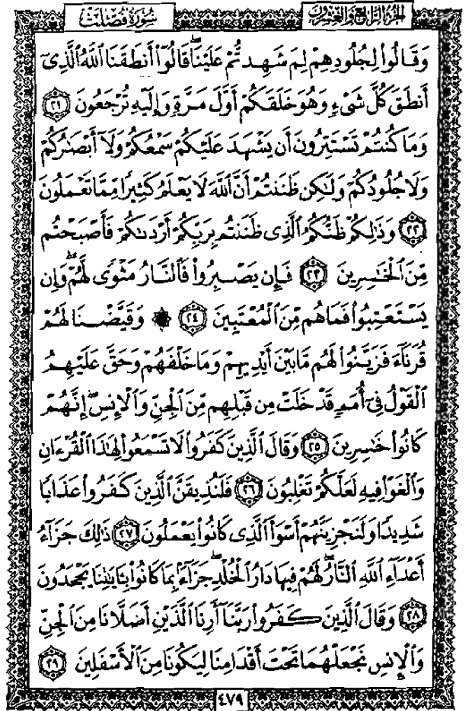 الجزء الرابع والعشرون
سورة فصلت
وَقَالُوا۟ لِجُلُودِهِمْ لِمَ شَهِدتُّمْ عَلَيْنَا ۖ قَالُوٓا۟ أَنطَقَنَا ٱللَّهُ ٱلَّذِىٓ
أَنطَقَ كُلَّ شَىْءٍ وَهُوَ خَلَقَكُمْ أَوَّلَ مَرَّةٍ وَإِلَيْهِ تُرْجَعُونَ ٢١
وَمَا كُنتُمْ تَسْتَتِرُونَ أَن يَشْهَدَ عَلَيْكُمْ سَمْعُكُمْ وَلَآ أَبْصَٰرُكُمْ
وَلَا جُلُودُكُمْ وَلَٰكِن ظَنَنتُمْ أَنَّ ٱللَّهَ لَا يَعْلَمُ كَثِيرًا مِّمَّا تَعْمَلُونَ
٢٢ وَذَٰلِكُمْ ظَنُّكُمُ ٱلَّذِى ظَنَنتُم بِرَبِّكُمْ أَرْدَىٰكُمْ فَأَصْبَحْتُم
مِّنَ ٱلْخَٰسِرِينَ ٢٣ فَإِن يَصْبِرُوا۟ فَٱلنَّارُ مَثْوًى لَّهُمْ ۖ وَإِن
يَسْتَعْتِبُوا۟ فَمَا هُم مِّنَ ٱلْمُعْتَبِينَ ٢٤ ۞ وَقَيَّضْنَا لَهُمْ
قُرَنَآءَ فَزَيَّنُوا۟ لَهُم مَّا بَيْنَ أَيْدِيهِمْ وَمَا خَلْفَهُمْ وَحَقَّ عَلَيْهِمُ
ٱلْقَوْلُ فِىٓ أُمَمٍ قَدْ خَلَتْ مِن قَبْلِهِم مِّنَ ٱلْجِنِّ وَٱلْإِنسِ ۖ إِنَّهُمْ
كَانُوا۟ خَٰسِرِينَ ٢٥ وَقَالَ ٱلَّذِينَ كَفَرُوا۟ لَا تَسْمَعُوا۟ لِهَٰذَا ٱلْقُرْءَانِ
وَٱلْغَوْا۟ فِيهِ لَعَلَّكُمْ تَغْلِبُونَ ٢٦ فَلَنُذِيقَنَّ ٱلَّذِينَ كَفَرُوا۟ عَذَابًا
شَدِيدًا وَلَنَجْزِيَنَّهُمْ أَسْوَأَ ٱلَّذِى كَانُوا۟ يَعْمَلُونَ ٢٧ ذَٰلِكَ جَزَآءُ
أَعْدَآءِ ٱللَّهِ ٱلنَّارُ ۖ لَهُمْ فِيهَا دَارُ ٱلْخُلْدِ ۖ جَزَآءًۢ بِمَا كَانُوا۟ بِـَٔايَٰتِنَا يَجْحَدُونَ
٢٨ وَقَالَ ٱلَّذِينَ كَفَرُوا۟ رَبَّنَآ أَرِنَا ٱلَّذَيْنِ أَضَلَّانَا مِنَ ٱلْجِنِّ
وَٱلْإِنسِ نَجْعَلْهُمَا تَحْتَ أَقْدَامِنَا لِيَكُونَا مِنَ ٱلْأَسْفَلِينَ ٢٩
٤٧٩